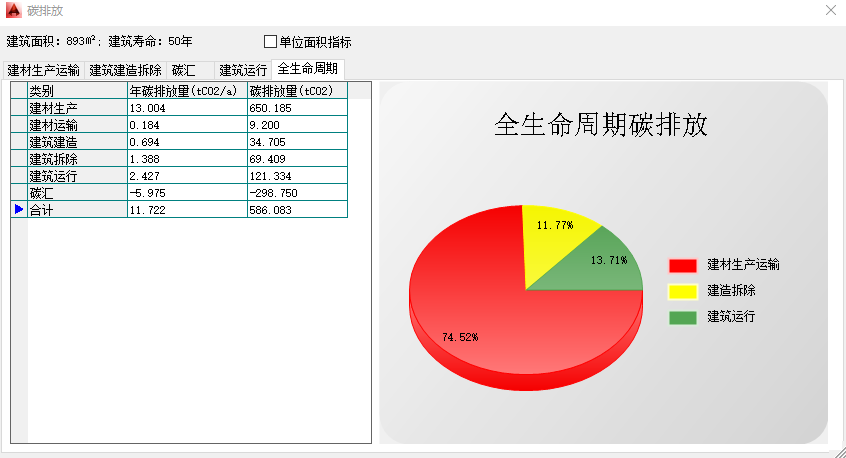 碳排放
建筑面积: 893㎡; 建筑寿命: 50年
单位面积指标
建材生产运输 建筑建造拆除 碳汇 建筑运行 全生命周期
类别 年碳排放量(tCO2/a) 碳排放量(tCO2)
建材生产 13.004 650.185
建材运输 0.184 9.200
建筑建造 0.694 34.705
建筑拆除 1.388 69.409
建筑运行 2.427 121.334
碳汇 -5.975 -298.750
合计 11.722 586.083
全生命周期碳排放
11.77%
13.71%
74.52%
建材生产运输
建造拆除
建筑运行